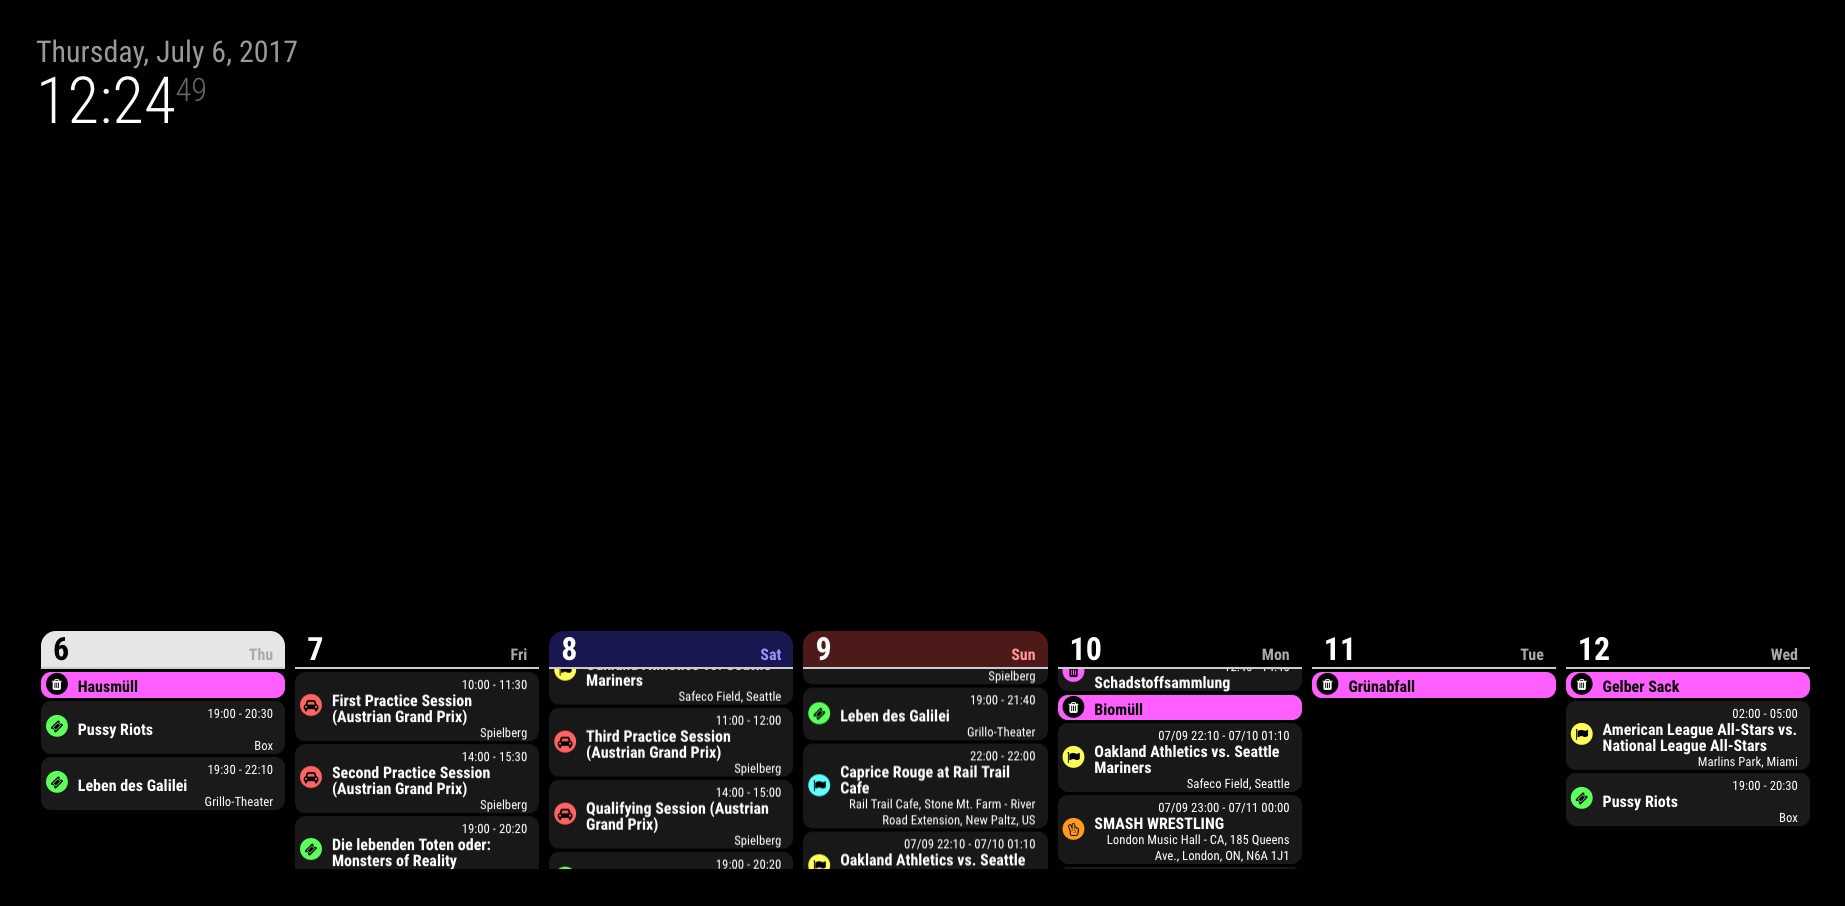 Thursday, July 6, 2017
12:24 49
6 Thu
Hausmüll
19:00 - 20:30
Pussy Riots
Box
19:30 - 22:10
Leben des Galilei
Grillo-Theater
7 Fri
10:00 - 11:30
First Practice Session
(Austrian Grand Prix)
Spielberg
14:00 - 15:30
Second Practice Session
(Austrian Grand Prix)
Spielberg
19:00 - 20:20
Die lebenden Toten oder:
Monsters of Reality
8 Sat
Mariners
Safeco Field, Seattle
11:00 - 12:00
Third Practice Session
(Austrian Grand Prix)
Spielberg
14:00 - 15:00
Qualifying Session (Austrian
Grand Prix)
Spielberg
19:00 - 20:20
9 Sun
Spielberg
19:00 - 21:40
Leben des Galilei
Grillo-Theater
22:00 - 22:00
Caprice Rouge at Rail Trail
Cafe
Rail Trail Cafe, Stone Mt. Farm - River
Road Extension, New Paltz, US
07/09 22:10 - 07/10 01:10
Oakland Athletics vs. Seattle
10 Mon
Schadstoffsammlung
Biomüll
07/09 22:10 - 07/10 01:10
Oakland Athletics vs. Seattle
Mariners
Safeco Field, Seattle
07/09 23:00 - 07/11 00:00
SMASH WRESTLING
London Music Hall - CA, 185 Queens
Ave., London, ON, N6A 1J1
11 Tue
Grünabfall
12 Wed
Gelber Sack
02:00 - 05:00
American League All-Stars vs.
National League All-Stars
Marlins Park, Miami
19:00 - 20:30
Pussy Riots
Box